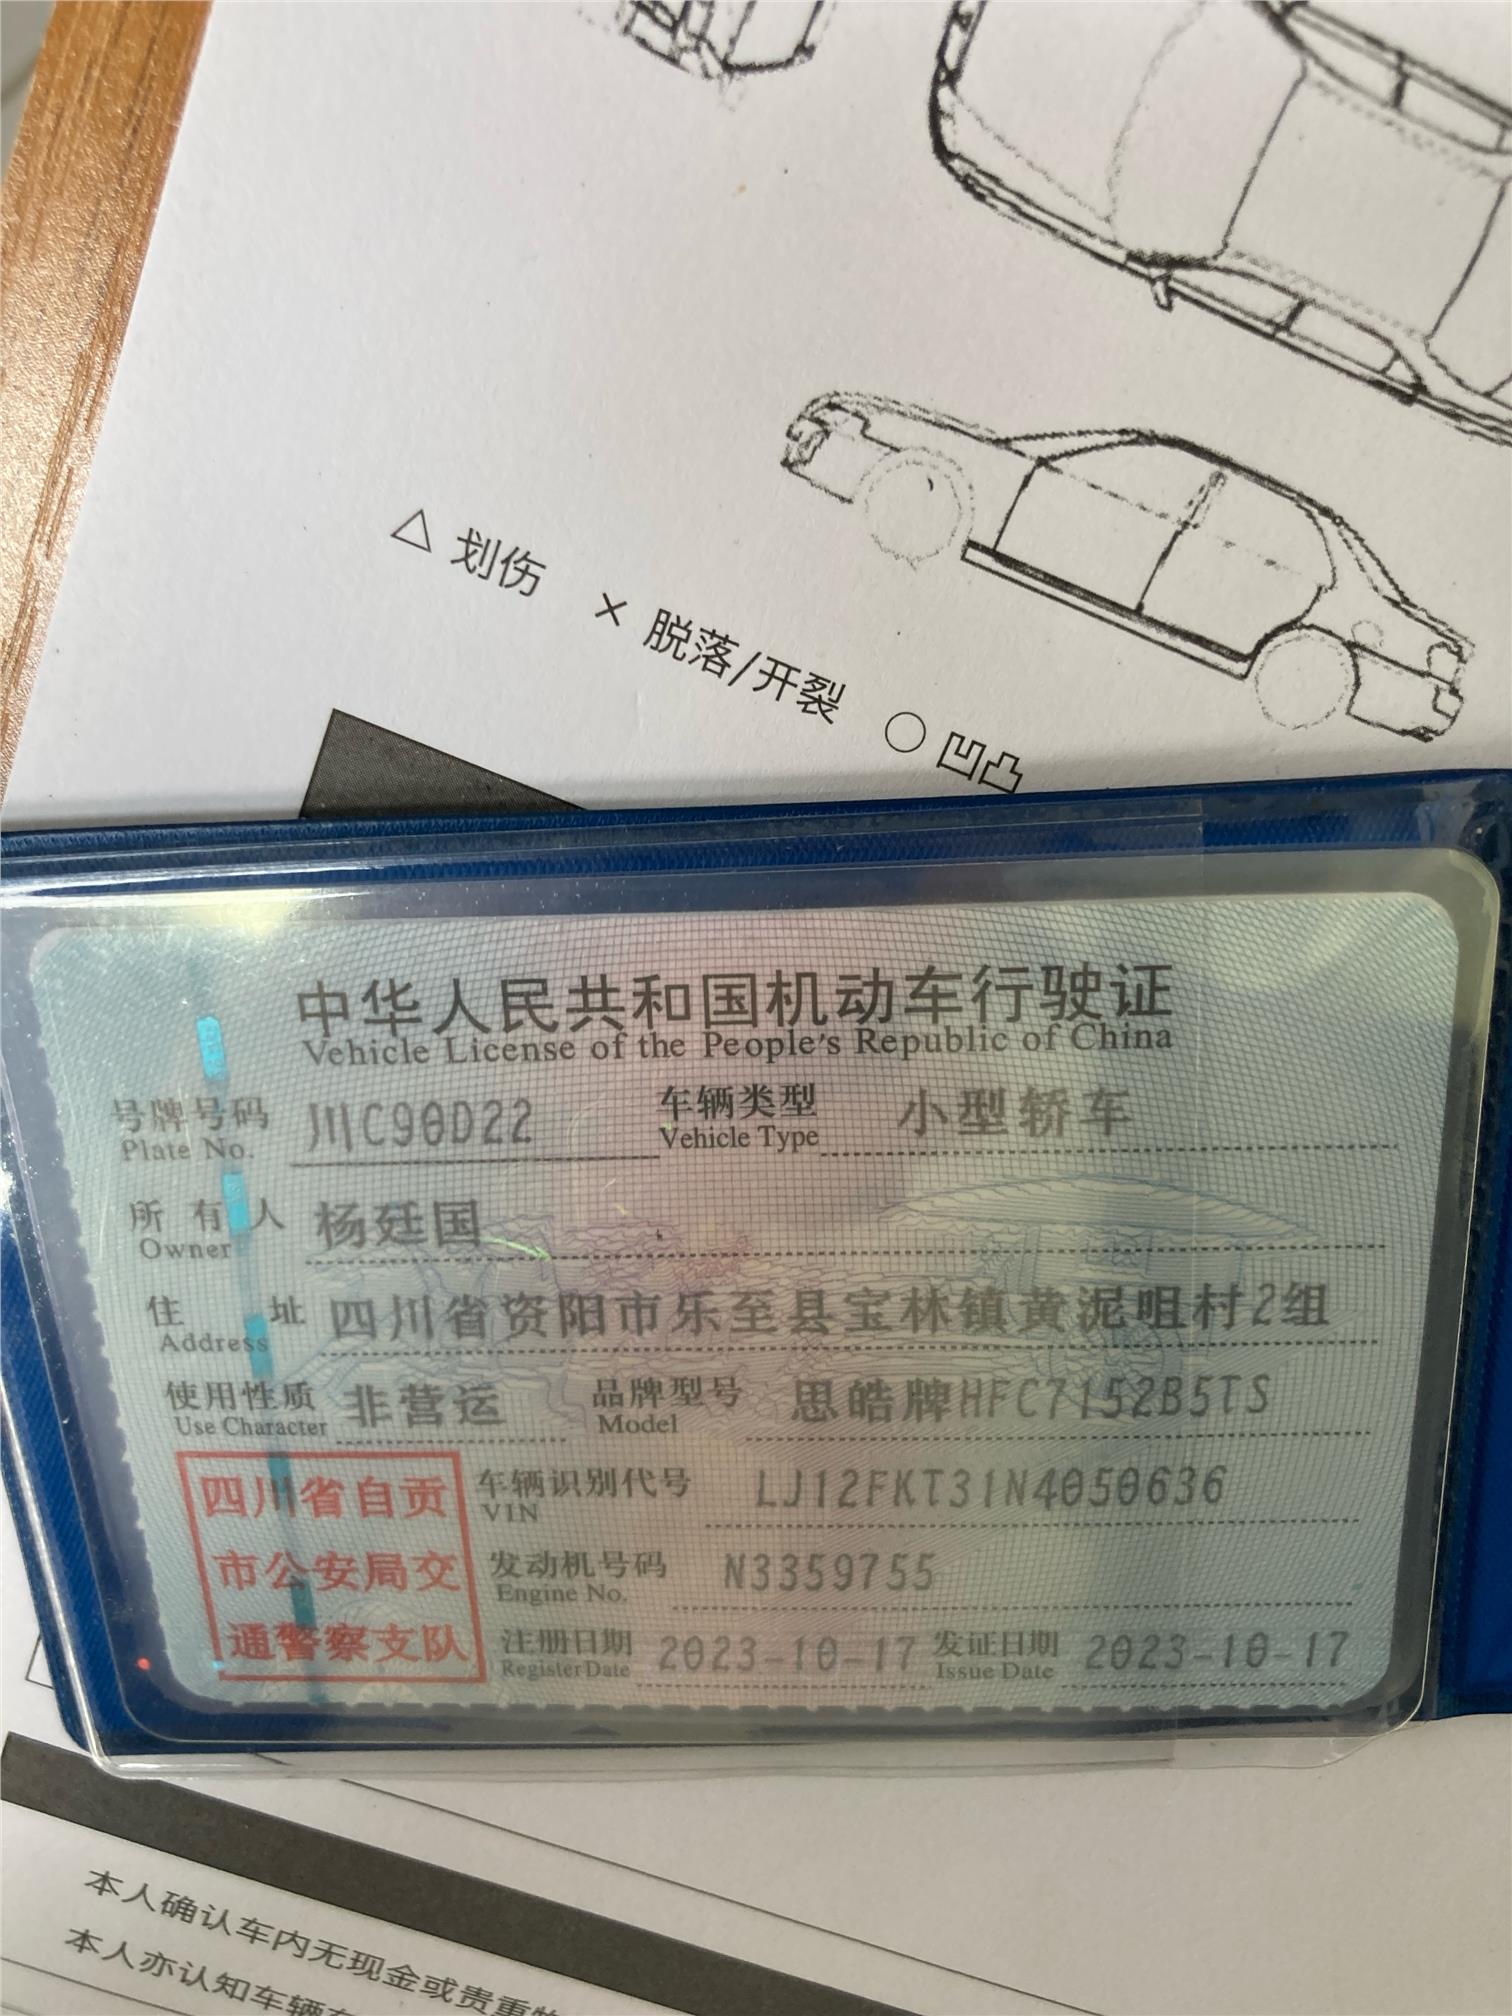 △ 划伤 × 脱落/开裂 ○ 凹凸
中华人民共和国机动车行驶证
Vehicle License of the People's Republic of China
号牌号码 川C90D22 车辆类型 小型轿车
Plate No. Vehicle Type
所有人 杨廷国
Owner
住址 四川省资阳市乐至县宝林镇黄泥咀村2组
Address
使用性质 非营运 品牌型号 思皓牌HFC7152B5TS
Use Character Model
四川省自贡
市公安局交
通警察支队
车辆识别代号 LJ12FKT31N4050636
VIN
发动机号码 N3359755
Engine No.
注册日期 2023-10-17 发证日期 2023-10-17
Register Date Issue Date
本人确认车内无现金或贵重物
本人亦认知车辆